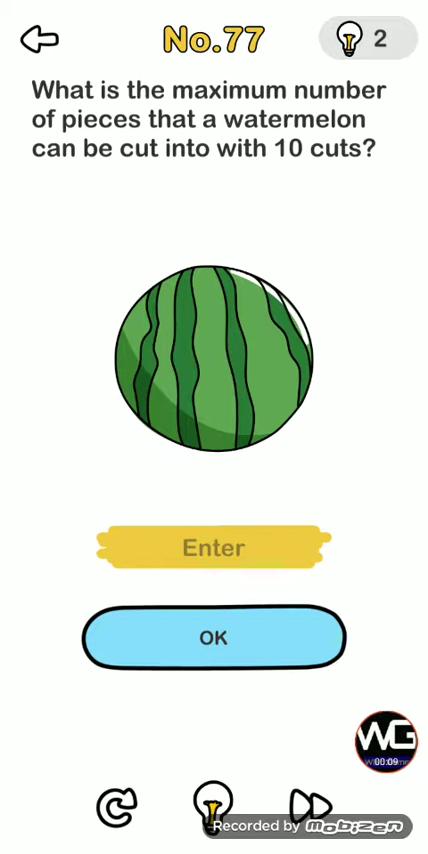 No.77
2
What is the maximum number
of pieces that a watermelon
can be cut into with 10 cuts?
Enter
OK
WG
00:09
Recorded by mobizen